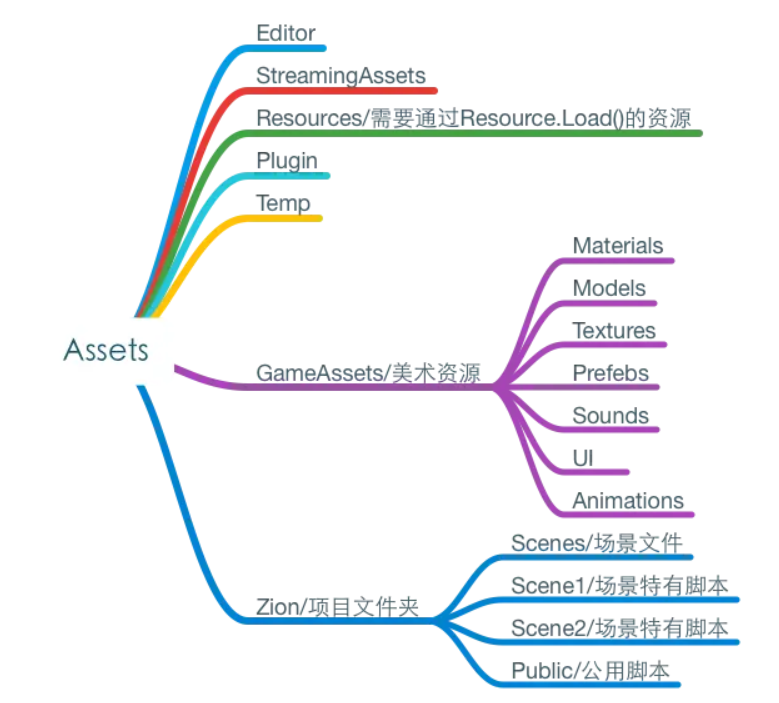 Editor
StreamingAssets
Resources/需要通过Resource.Load()的资源
Plugin
Temp
Assets
GameAssets/美术资源
Materials
Models
Textures
Prefebs
Sounds
UI
Animations
Zion/项目文件夹
Scenes/场景文件
Scene1/场景特有脚本
Scene2/场景特有脚本
Public/公用脚本